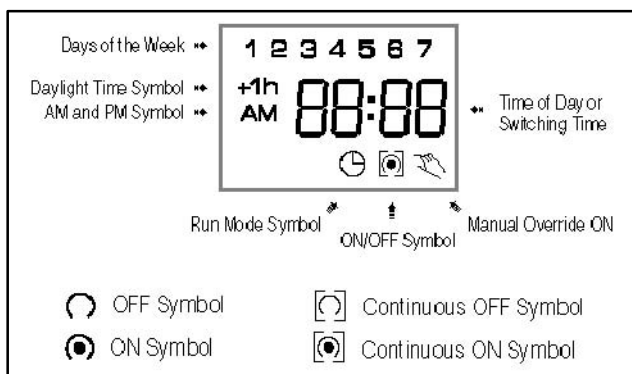 Days of the Week
1 2 3 4 5 6 7
Daylight Time Symbol
+1h
AM and PM Symbol
AM
88:88
Time of Day or
Switching Time
Run Mode Symbol
ON/OFF Symbol
Manual Override ON
OFF Symbol
Continuous OFF Symbol
ON Symbol
Continuous ON Symbol